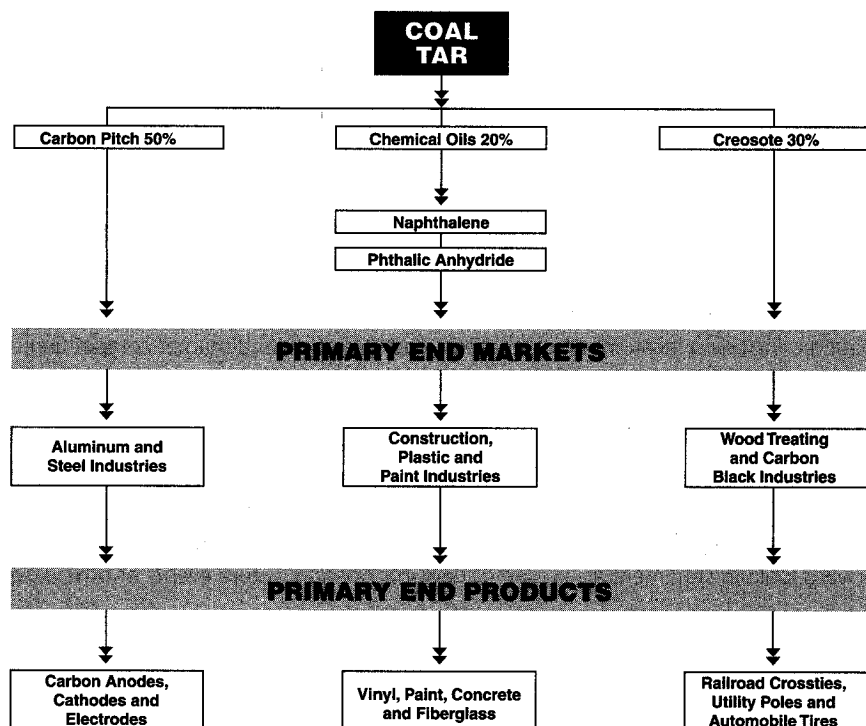 COAL
TAR
Carbon Pitch 50%
Chemical Oils 20%
Creosote 30%
Naphthalene
Phthalic Anhydride
PRIMARY END MARKETS
Aluminum and
Steel Industries
Construction,
Plastic and
Paint Industries
Wood Treating
and Carbon
Black Industries
PRIMARY END PRODUCTS
Carbon Anodes,
Cathodes and
Electrodes
Vinyl, Paint, Concrete
and Fiberglass
Railroad Crossties,
Utility Poles and
Automobile Tires